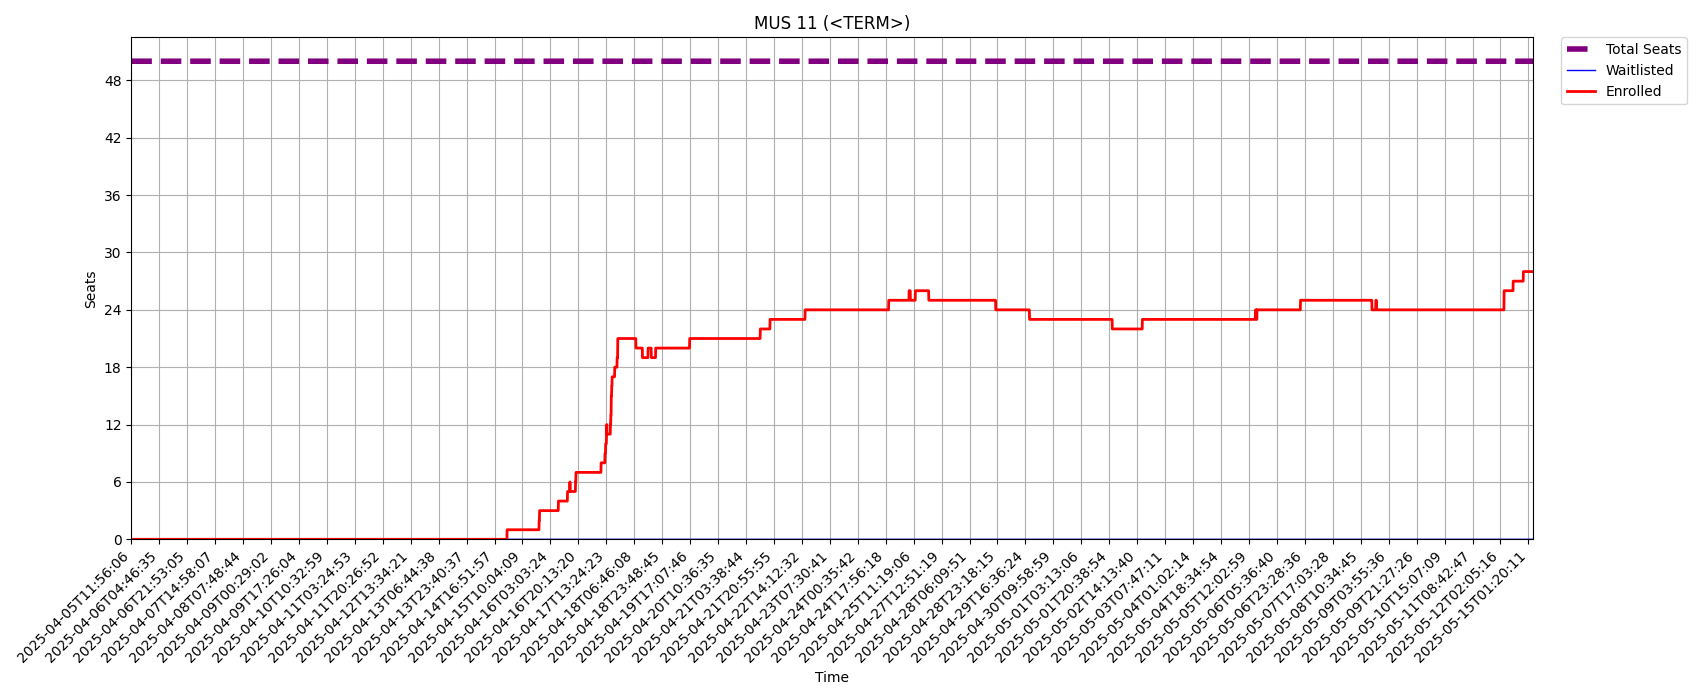 MUS 11 (<TERM>)
Total Seats
Waitlisted
Enrolled
Seats
48
42
36
30
24
18
12
6
0
2025-04-05T11:56:06
2025-04-06T04:46:35
2025-04-06T21:53:05
2025-04-07T14:58:07
2025-04-08T07:48:44
2025-04-09T00:29:02
2025-04-09T17:26:04
2025-04-10T10:32:59
2025-04-11T03:24:53
2025-04-11T20:26:52
2025-04-12T13:34:21
2025-04-13T06:44:38
2025-04-13T23:40:37
2025-04-14T16:51:57
2025-04-15T10:04:09
2025-04-16T03:03:24
2025-04-16T20:13:20
2025-04-17T13:24:23
2025-04-18T06:46:08
2025-04-18T23:48:45
2025-04-19T17:07:46
2025-04-20T10:36:35
2025-04-21T03:38:44
2025-04-21T20:55:55
2025-04-22T14:12:32
2025-04-23T07:30:41
2025-04-24T00:35:42
2025-04-24T17:56:18
2025-04-25T11:19:06
2025-04-27T12:51:19
2025-04-28T06:09:51
2025-04-28T23:18:15
2025-04-29T16:36:24
2025-04-30T09:58:59
2025-05-01T03:13:06
2025-05-01T20:38:54
2025-05-02T14:13:40
2025-05-03T07:47:11
2025-05-04T01:02:14
2025-05-04T18:34:54
2025-05-05T12:02:59
2025-05-06T05:36:40
2025-05-06T23:28:36
2025-05-07T17:03:28
2025-05-08T10:34:45
2025-05-09T03:55:36
2025-05-09T21:27:26
2025-05-10T15:07:09
2025-05-11T08:42:47
2025-05-12T02:05:16
2025-05-15T01:20:11
Time